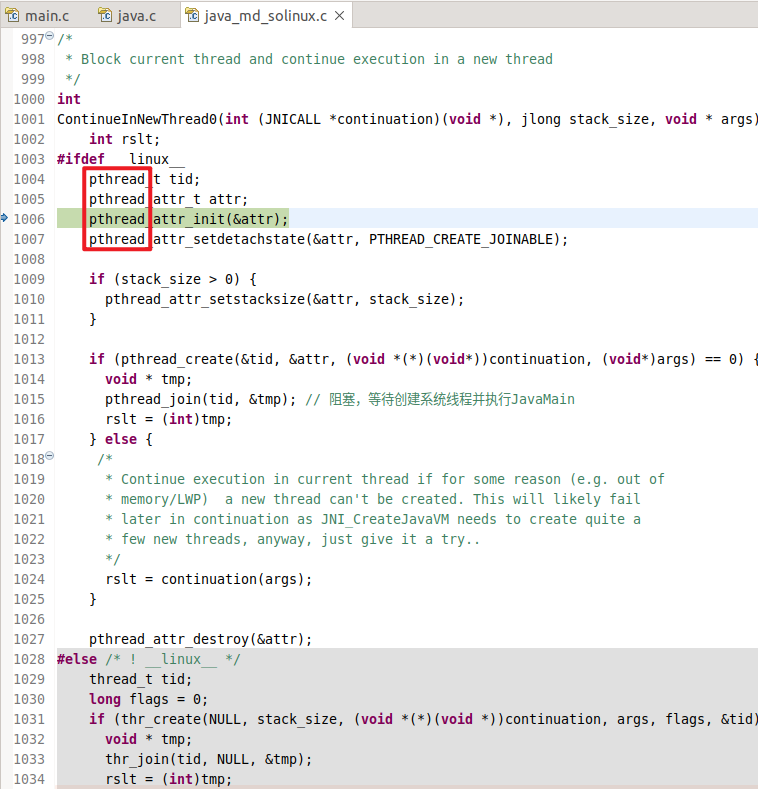 main.c java.c java_md_solinux.c
997 /*
998 * Block current thread and continue execution in a new thread
999 */
1000 int
1001 ContinueInNewThread0(int (JNICALL *continuation)(void *), jlong stack_size, void * args)
1002 int rslt;
1003 #ifdef __linux__
1004 pthread_t tid;
1005 pthread_attr_t attr;
1006 pthread_attr_init(&attr);
1007 pthread_attr_setdetachstate(&attr, PTHREAD_CREATE_JOINABLE);
1008
1009 if (stack_size > 0) {
1010 pthread_attr_setstacksize(&attr, stack_size);
1011 }
1012
1013 if (pthread_create(&tid, &attr, (void *(*)(void*))continuation, (void*)args) == 0) {
1014 void * tmp;
1015 pthread_join(tid, &tmp); // 阻塞，等待创建系统线程并执行JavaMain
1016 rslt = (int)tmp;
1017 } else {
1018 /*
1019 * Continue execution in current thread if for some reason (e.g. out of
1020 * memory/LWP) a new thread can't be created. This will likely fail
1021 * later in continuation as JNI_CreateJavaVM needs to create quite a
1022 * few new threads, anyway, just give it a try..
1023 */
1024 rslt = continuation(args);
1025 }
1026
1027 pthread_attr_destroy(&attr);
1028 #else /* ! __linux__ */
1029 thread_t tid;
1030 long flags = 0;
1031 if (thr_create(NULL, stack_size, (void *(*)(void *))continuation, args, flags, &tid)
1032 void * tmp;
1033 thr_join(tid, NULL, &tmp);
1034 rslt = (int)tmp;